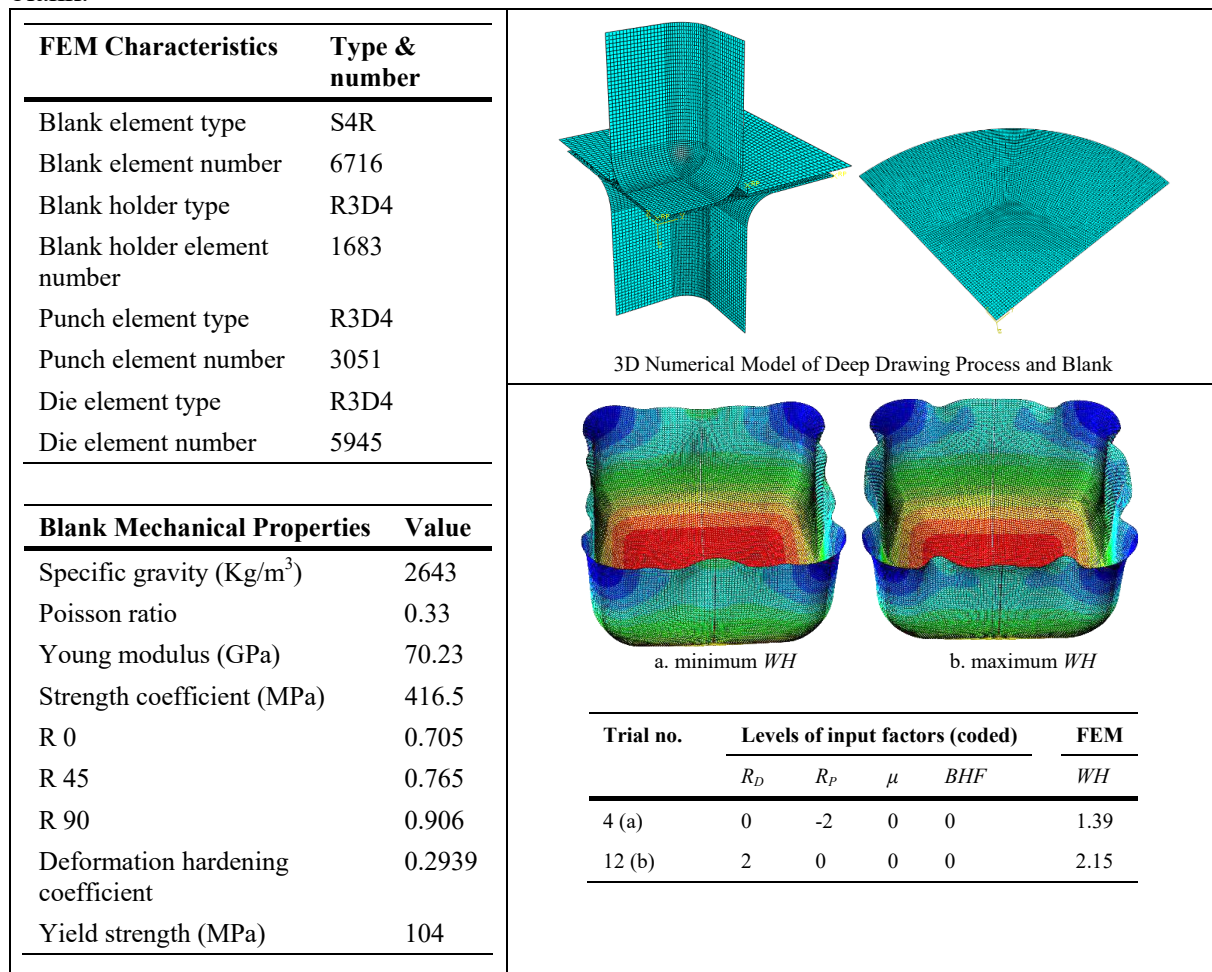 FEM Characteristics Type &
number
Blank element type S4R
Blank element number 6716
Blank holder type R3D4
Blank holder element 1683
number
Punch element type R3D4
Punch element number 3051
Die element type R3D4
Die element number 5945
Blank Mechanical Properties Value
Specific gravity (Kg/m³) 2643
Poisson ratio 0.33
Young modulus (GPa) 70.23
Strength coefficient (MPa) 416.5
R 0 0.705
R 45 0.765
R 90 0.906
Deformation hardening 0.2939
coefficient
Yield strength (MPa) 104
3D Numerical Model of Deep Drawing Process and Blank
a. minimum WH b. maximum WH
Trial no. Levels of input factors (coded) FEM
R_D R_P μ BHF WH
4 (a) 0 -2 0 0 1.39
12 (b) 2 0 0 0 2.15